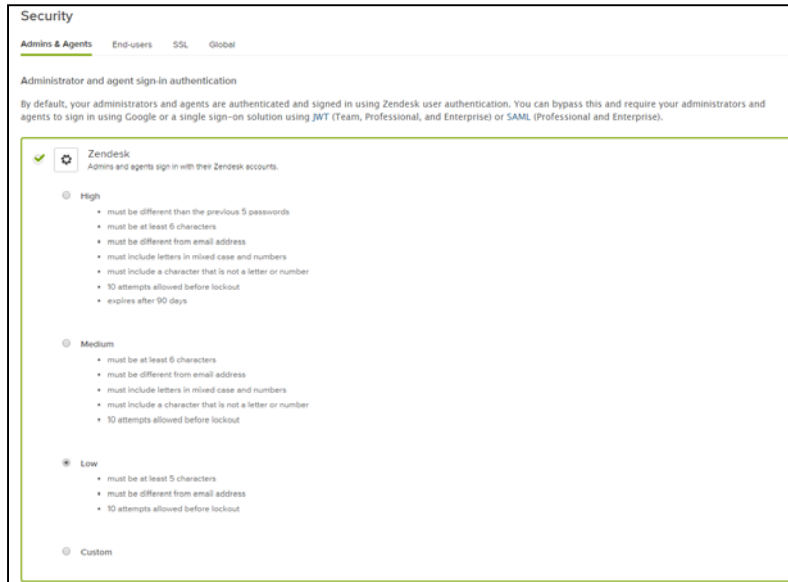 Security
Admins & Agents End-users SSL Global
Administrator and agent sign-in authentication
By default, your administrators and agents are authenticated and signed in using Zendesk user authentication. You can bypass this and require your administrators and
agents to sign in using Google or a single sign-on solution using JWT (Team, Professional, and Enterprise) or SAML (Professional and Enterprise).
Zendesk
Admins and agents sign in with their Zendesk accounts.
High
• must be different than the previous 5 passwords
• must be at least 6 characters
• must be different from email address
• must include letters in mixed case and numbers
• must include a character that is not a letter or number
• 10 attempts allowed before lockout
• expires after 90 days
Medium
• must be at least 6 characters
• must be different from email address
• must include letters in mixed case and numbers
• must include a character that is not a letter or number
• 10 attempts allowed before lockout
Low
• must be at least 5 characters
• must be different from email address
• 10 attempts allowed before lockout
Custom